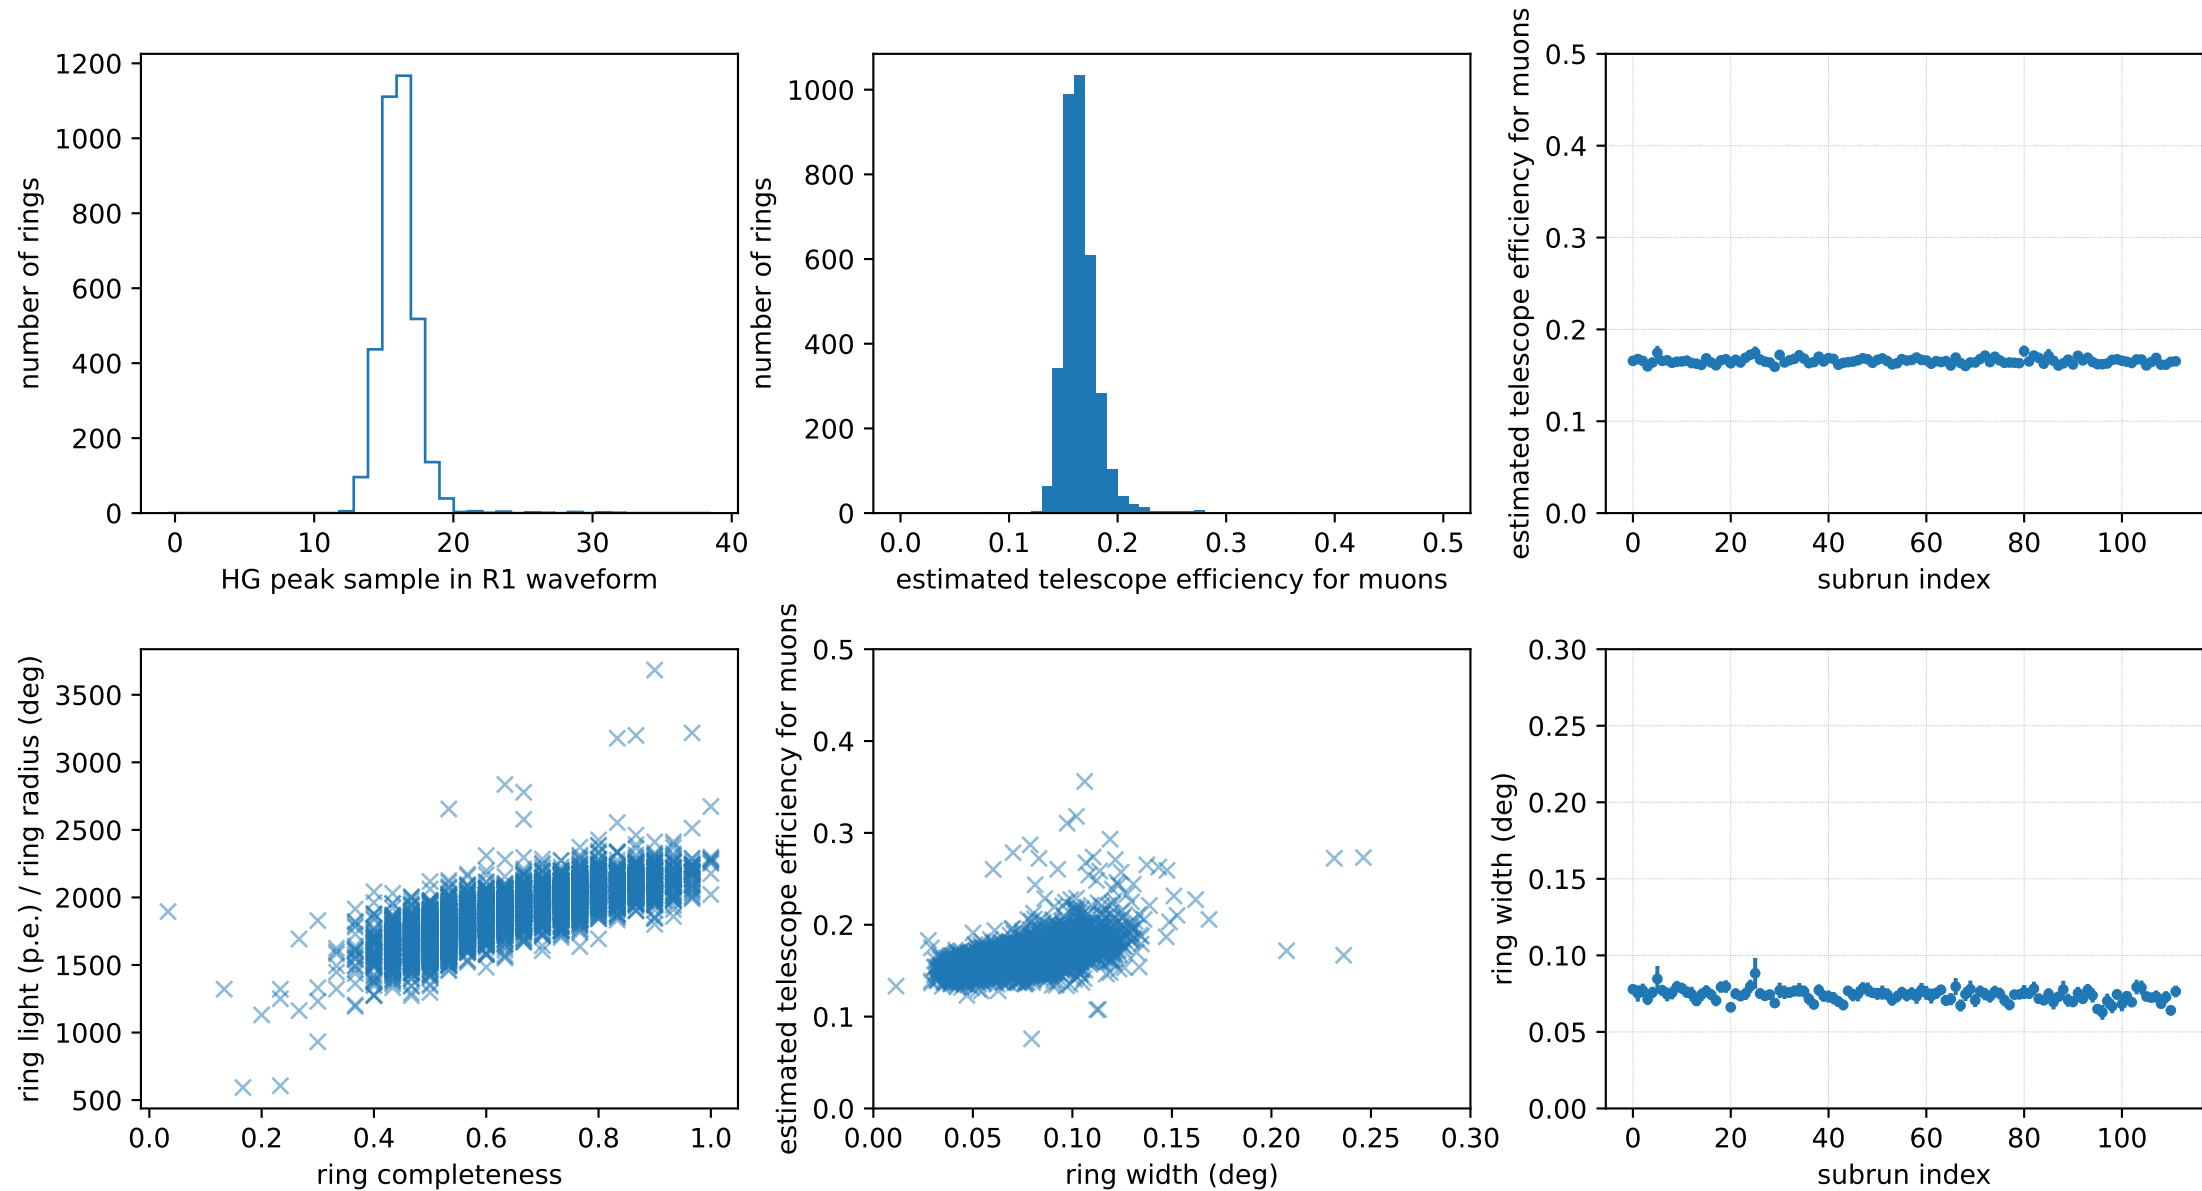 number of rings
1200
1000
800
600
400
200
0
0 10 20 30 40
HG peak sample in R1 waveform
number of rings
1000
800
600
400
200
0
0.0 0.1 0.2 0.3 0.4 0.5
estimated telescope efficiency for muons
estimated telescope efficiency for muons
0.5
0.4
0.3
0.2
0.1
0.0
0 20 40 60 80 100
subrun index
ring light (p.e.) / ring radius (deg)
3500
3000
2500
2000
1500
1000
500
0.0 0.2 0.4 0.6 0.8 1.0
ring completeness
estimated telescope efficiency for muons
0.5
0.4
0.3
0.2
0.1
0.0
0.00 0.05 0.10 0.15 0.20 0.25 0.30
ring width (deg)
ring width (deg)
0.30
0.25
0.20
0.15
0.10
0.05
0.00
0 20 40 60 80 100
subrun index